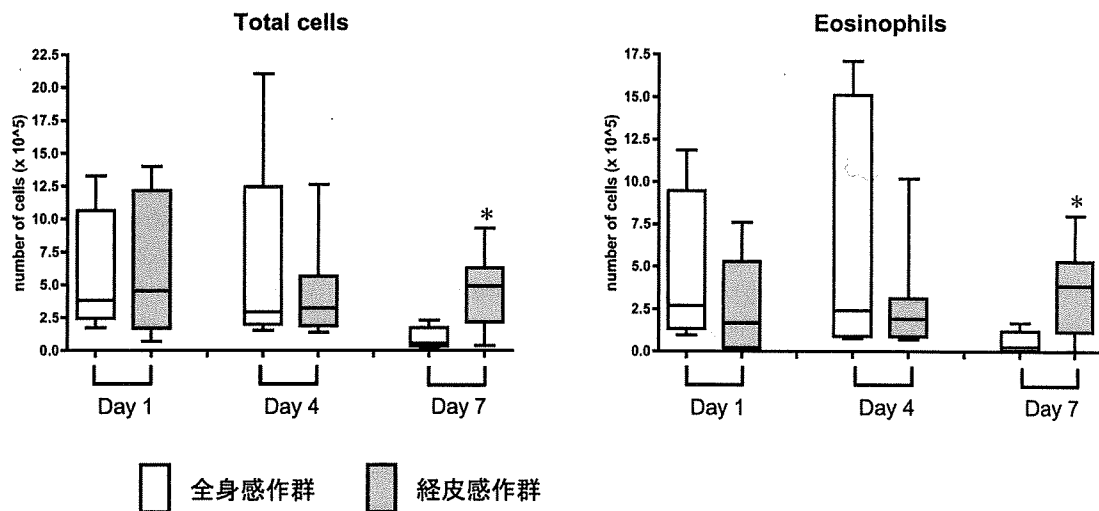 Total cells
number of cells (x 10^5)
22.5
20.0
17.5
15.0
12.5
10.0
7.5
5.0
2.5
0.0
*
Day 1
Day 4
Day 7
Eosinophils
number of cells (x 10^5)
17.5
15.0
12.5
10.0
7.5
5.0
2.5
0.0
*
Day 1
Day 4
Day 7
全身感作群
経皮感作群